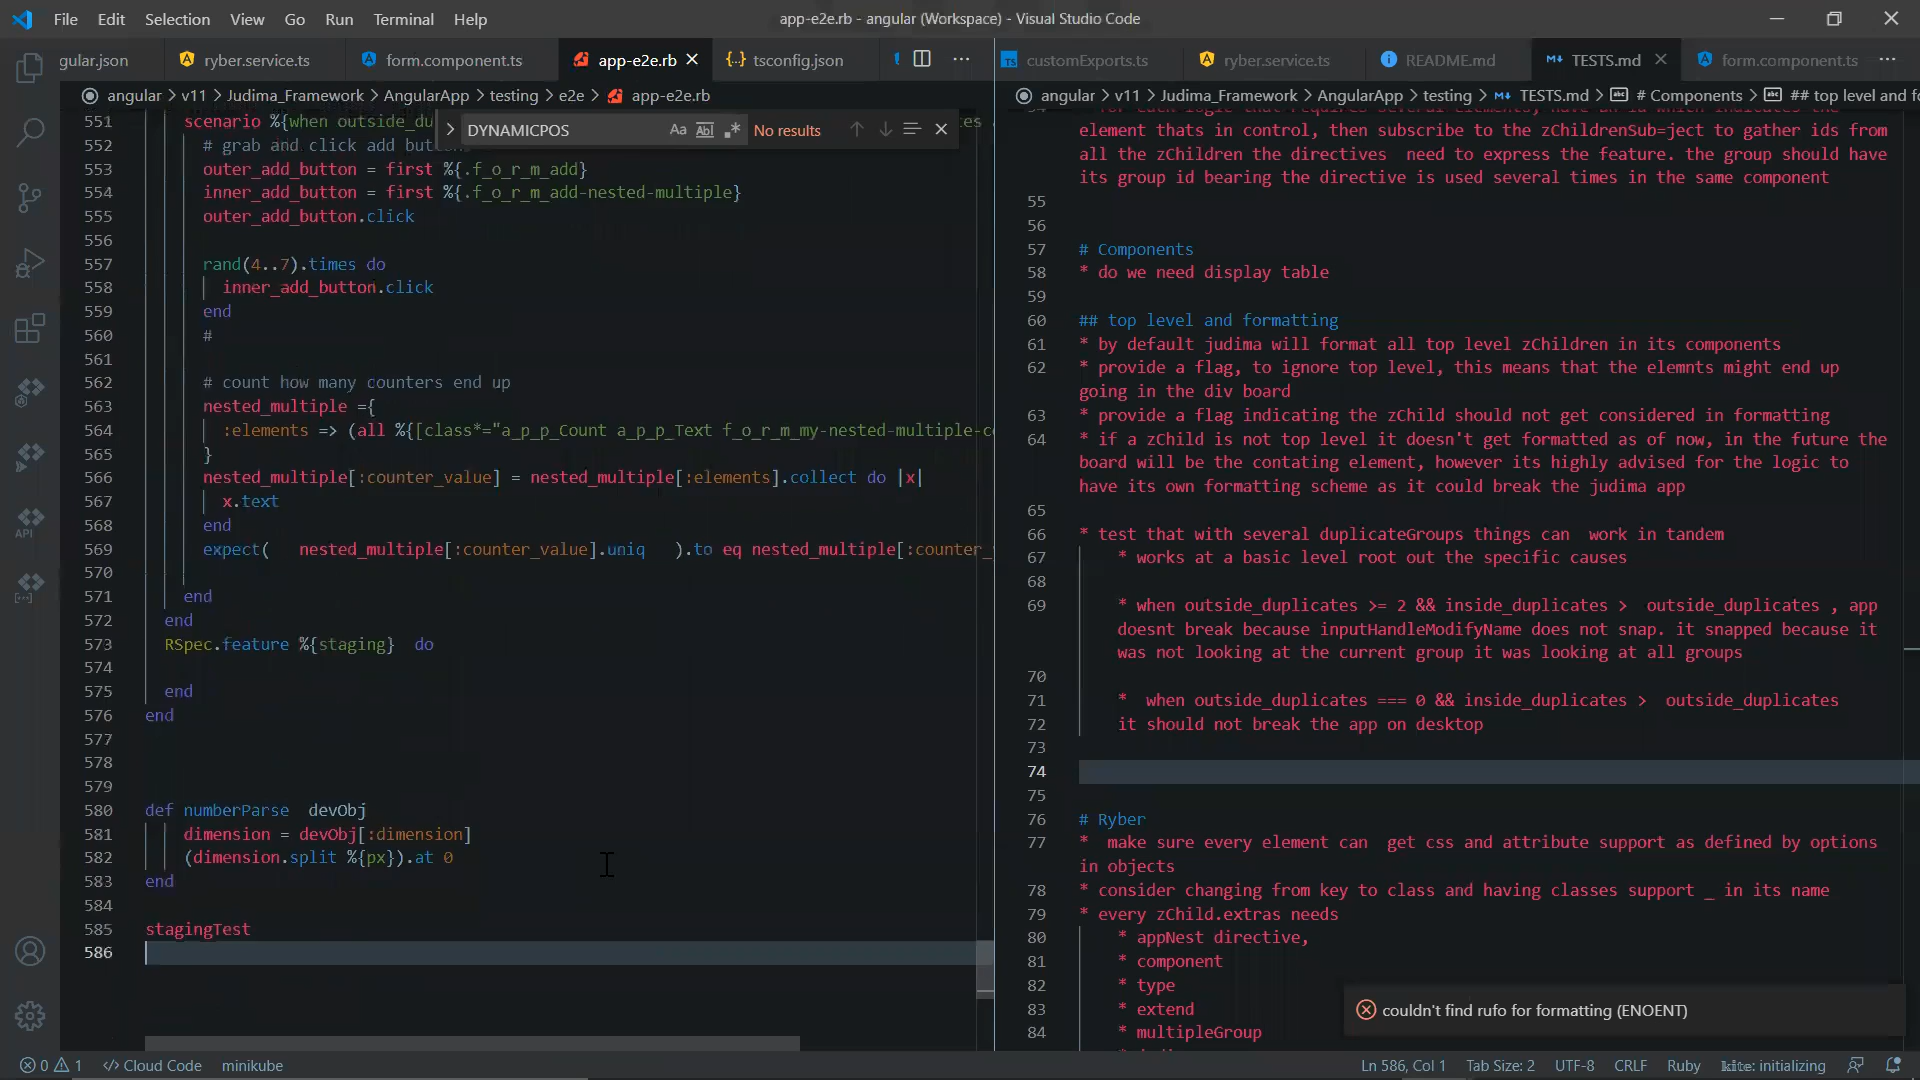 File Edit Selection View Go Run Terminal Help
app-e2e.rb - angular (Workspace) - Visual Studio Code
gular.json
ryber.service.ts
form.component.ts
app-e2e.rb
tsconfig.json
angular > v11 > Judima_Framework > AngularApp > testing > e2e > app-e2e.rb
DYNAMICPOS
No results
551 scenario %{when outside_du
552 # grab and click add but
553 outer_add_button = first %{.f_o_r_m_add}
554 inner_add_button = first %{.f_o_r_m_add-nested-multiple}
555 outer_add_button.click
556
557 rand(4..7).times do
558 inner_add_button.click
559 end
560 #
561
562 # count how many counters end up
563 nested_multiple ={
564 :elements => (all %{[class*="a_p_p_Count a_p_p_Text f_o_r_m_my-nested-multiple-c
565 }
566 nested_multiple[:counter_value] = nested_multiple[:elements].collect do |x|
567 x.text
568 end
569 expect( nested_multiple[:counter_value].uniq ).to eq nested_multiple[:counter_
570
571 end
572 end
573 RSpec.feature %{staging} do
574
575 end
576 end
577
578
579
580 def numberParse devObj
581 dimension = devObj[:dimension]
582 (dimension.split %{px}).at 0
583 end
584
585 stagingTest
586
customExports.ts
ryber.service.ts
README.md
TESTS.md
form.component.ts
angular > v11 > Judima_Framework > AngularApp > testing > TESTS.md > # Components > ## top level and fo
element thats in control, then subscribe to the zChildrenSub=ject to gather ids from
all the zChildren the directives need to express the feature. the group should have
its group id bearing the directive is used several times in the same component
55
56
57 # Components
58 * do we need display table
59
60 ## top level and formatting
61 * by default judima will format all top level zChildren in its components
62 * provide a flag, to ignore top level, this means that the elemnts might end up
going in the div board
63 * provide a flag indicating the zChild should not get considered in formatting
64 * if a zChild is not top level it doesn't get formatted as of now, in the future the
board will be the contating element, however its highly advised for the logic to
have its own formatting scheme as it could break the judima app
65
66 * test that with several duplicateGroups things can work in tandem
67 * works at a basic level root out the specific causes
68
69 * when outside_duplicates >= 2 && inside_duplicates > outside_duplicates , app
doesnt break because inputHandleModifyName does not snap. it snapped because it
was not looking at the current group it was looking at all groups
70
71 * when outside_duplicates === 0 && inside_duplicates > outside_duplicates
72 it should not break the app on desktop
73
74
75
76 # Ryber
77 * make sure every element can get css and attribute support as defined by options
in objects
78 * consider changing from key to class and having classes support _ in its name
79 * every zChild.extras needs
80 * appNest directive,
81 * component
82 * type
83 * extend
84 * multipleGroup
couldn't find rufo for formatting (ENOENT)
0 1 Cloud Code minikube
Ln 586, Col 1 Tab Size: 2 UTF-8 CRLF Ruby kite: initializing